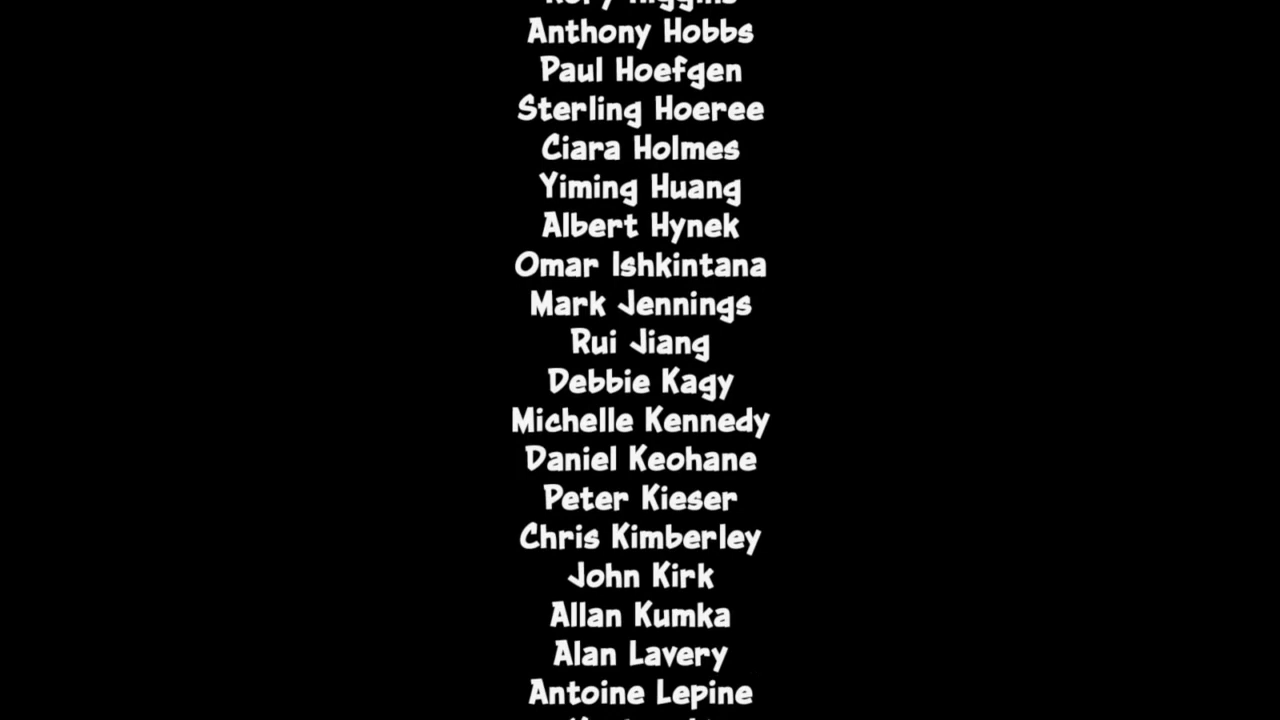 Anthony Hobbs
Paul Hoefgen
Sterling Hoeree
Ciara Holmes
Yiming Huang
Albert Hynek
Omar Ishkintana
Mark Jennings
Rui Jiang
Debbie Kagy
Michelle Kennedy
Daniel Keohane
Peter Kieser
Chris Kimberley
John Kirk
Allan Kumka
Alan Lavery
Antoine Lepine